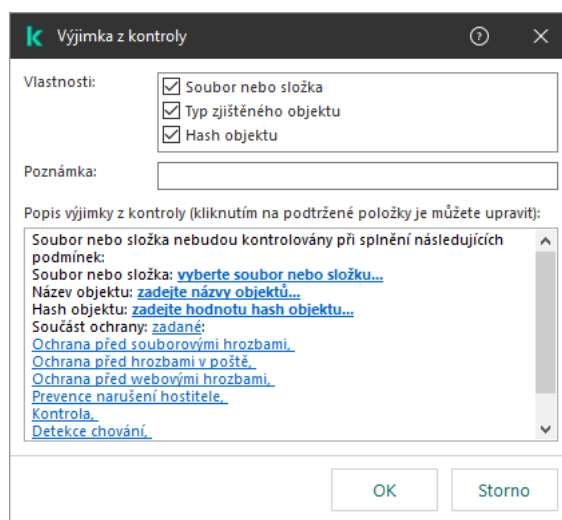 Výjimka z kontroly
Vlastnosti:
Soubor nebo složka
Typ zjištěného objektu
Hash objektu
Poznámka:
Popis výjimky z kontroly (kliknutím na podtržené položky je můžete upravit):
Soubor nebo složka nebudou kontrolovány při splnění následujících
podmínek:
Soubor nebo složka: vyberte soubor nebo složku...
Název objektu: zadejte názvy objektů...
Hash objektu: zadejte hodnotu hash objektu...
Součást ochrany: zadané:
Ochrana před souborovými hrozbami,
Ochrana před hrozbami v poště,
Ochrana před webovými hrozbami,
Prevence narušení hostitele,
Kontrola,
Detekce chování,
OK
Storno